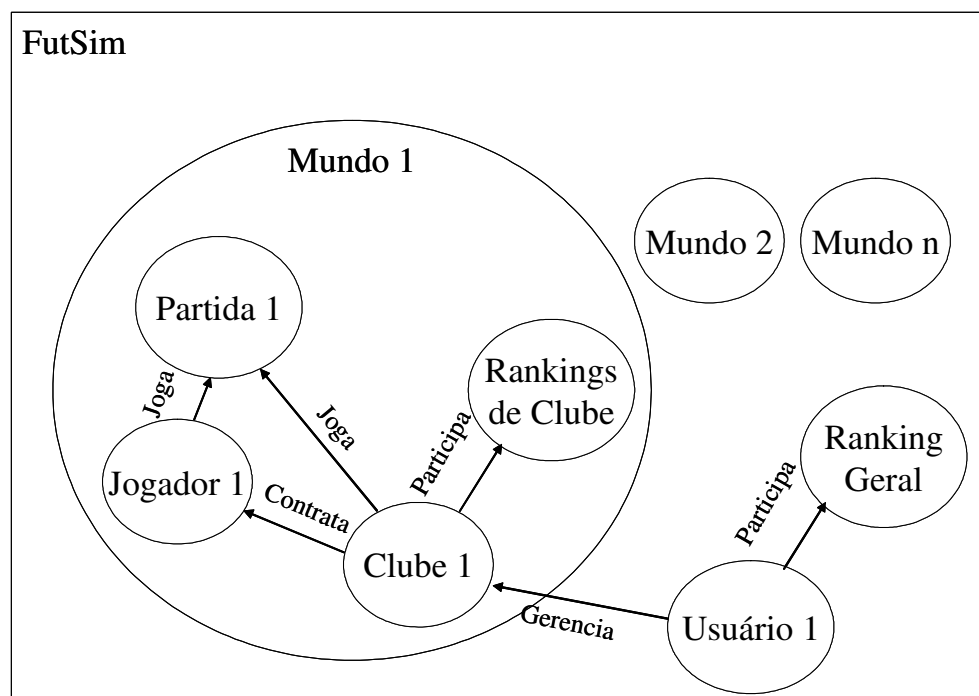 FutSim
Mundo 1
Mundo 2
Mundo n
Partida 1
Joga
Joga
Rankings
de Clube
Participa
Jogador 1
Contrata
Clube 1
Gerencia
Ranking
Geral
Participa
Usuário 1